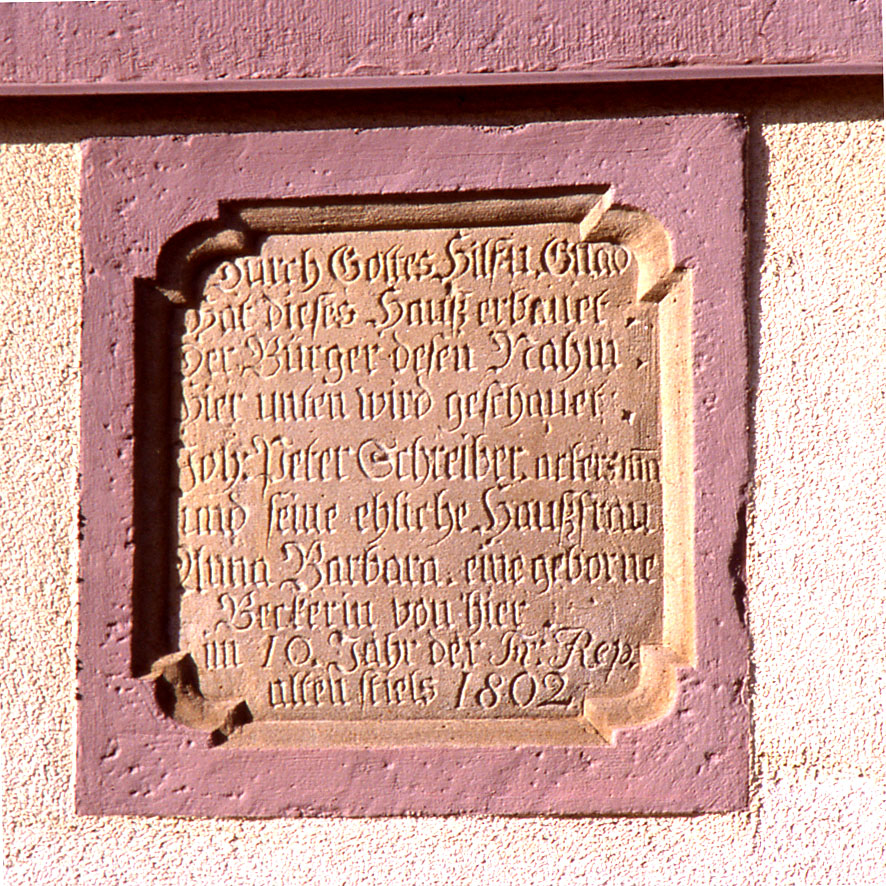 Durch Gottes Hilf u. Gnad
Hat dieses Hauß erbauet
Der Bürger deßen Nahm
hier unten wird geschauet
Joh: Peter Schreiber, ackersmn̄
und seine ehliche Haußfrau
Anna Barbara, eine geborne
Beckerin von hier
im 10. Jahr der Fr: Rep.
alten stiels 1802